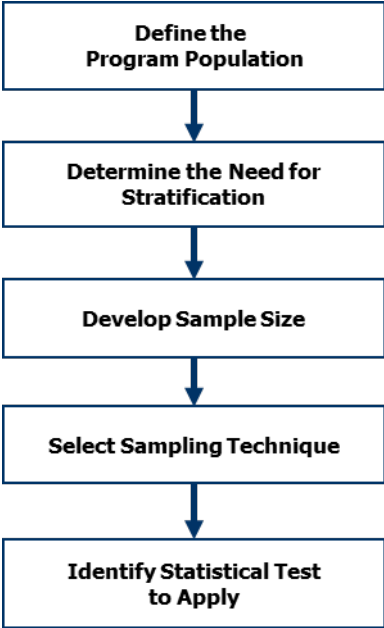 Define the
Program Population
Determine the Need for
Stratification
Develop Sample Size
Select Sampling Technique
Identify Statistical Test
to Apply